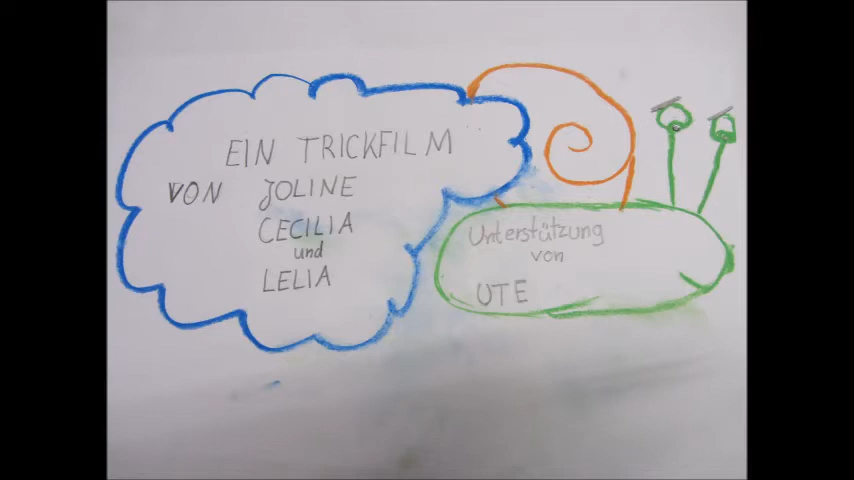 EIN TRICKFILM
VON JOLINE
CECILIA
und
LELIA
Unterstützung
von
UTE